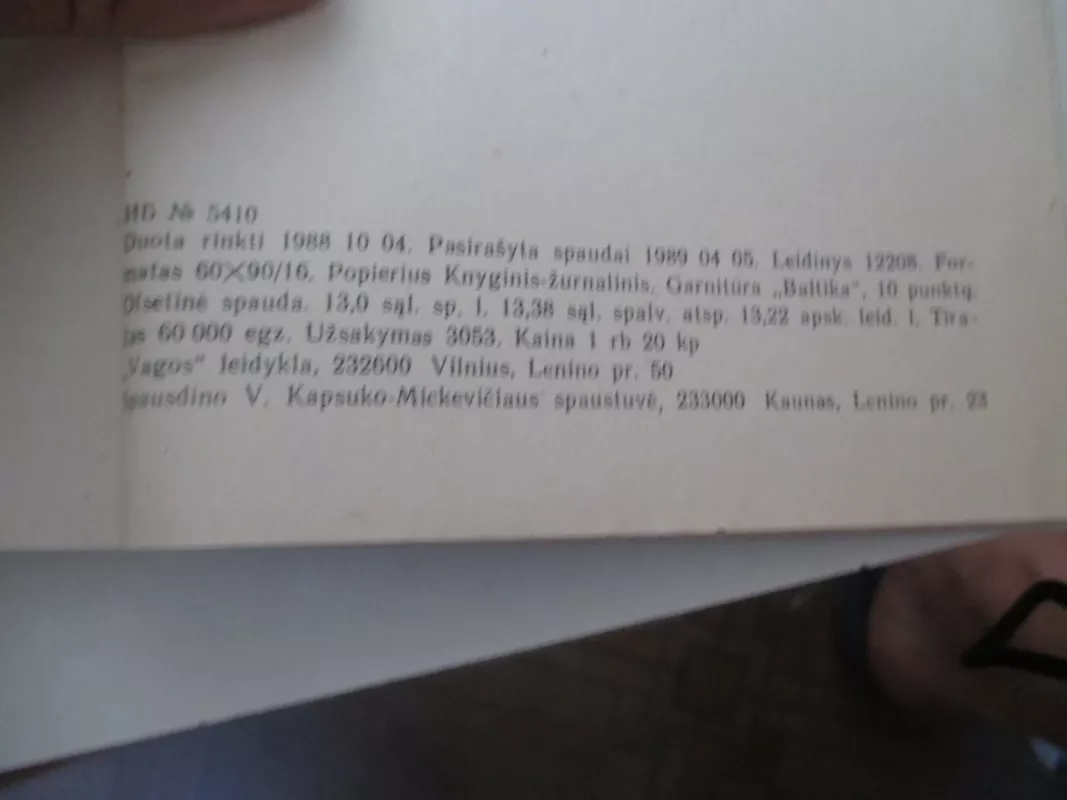 ИБ № 5410
Duota rinkti 1988 10 04. Pasirašyta spaudai 1989 04 05. Leidinys 12208. For-
matas 60×90/16. Popierius Knyginis-žurnalinis. Garnitūra „Baltika“, 10 punktų.
Ofsetinė spauda. 13,0 sąl. sp. l. 13,38 sąl. spalv. atsp. 13,22 apsk. leid. l. Tira-
žas 60 000 egz. Užsakymas 3053. Kaina 1 rb 20 kp
„Vagos“ leidykla, 232600 Vilnius, Lenino pr. 50
Spausdino V. Kapsuko-Mickevičiaus spaustuvė, 233000 Kaunas, Lenino pr. 23